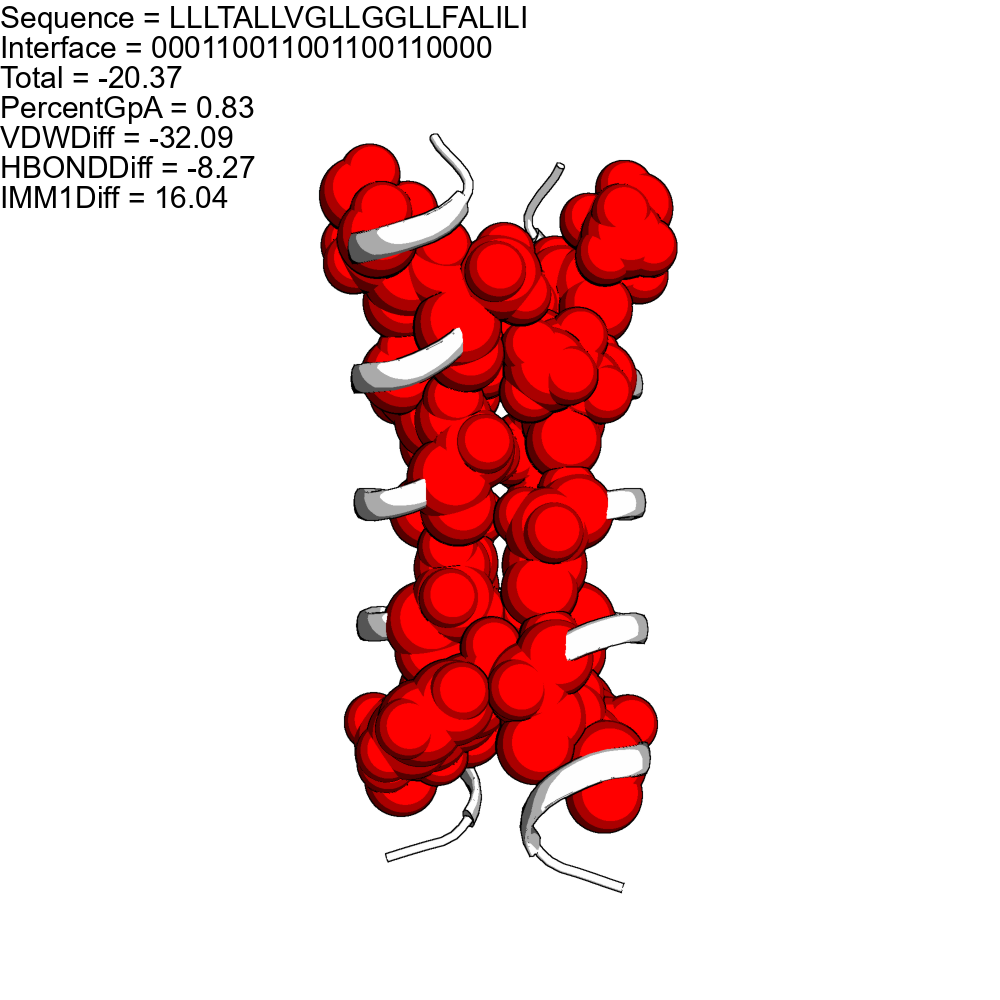 Sequence = LLLTALLVGLLGGLLFALILI
Interface = 000110011001100110000
Total = -20.37
PercentGpA = 0.83
VDWDiff = -32.09
HBONDDiff = -8.27
IMM1Diff = 16.04